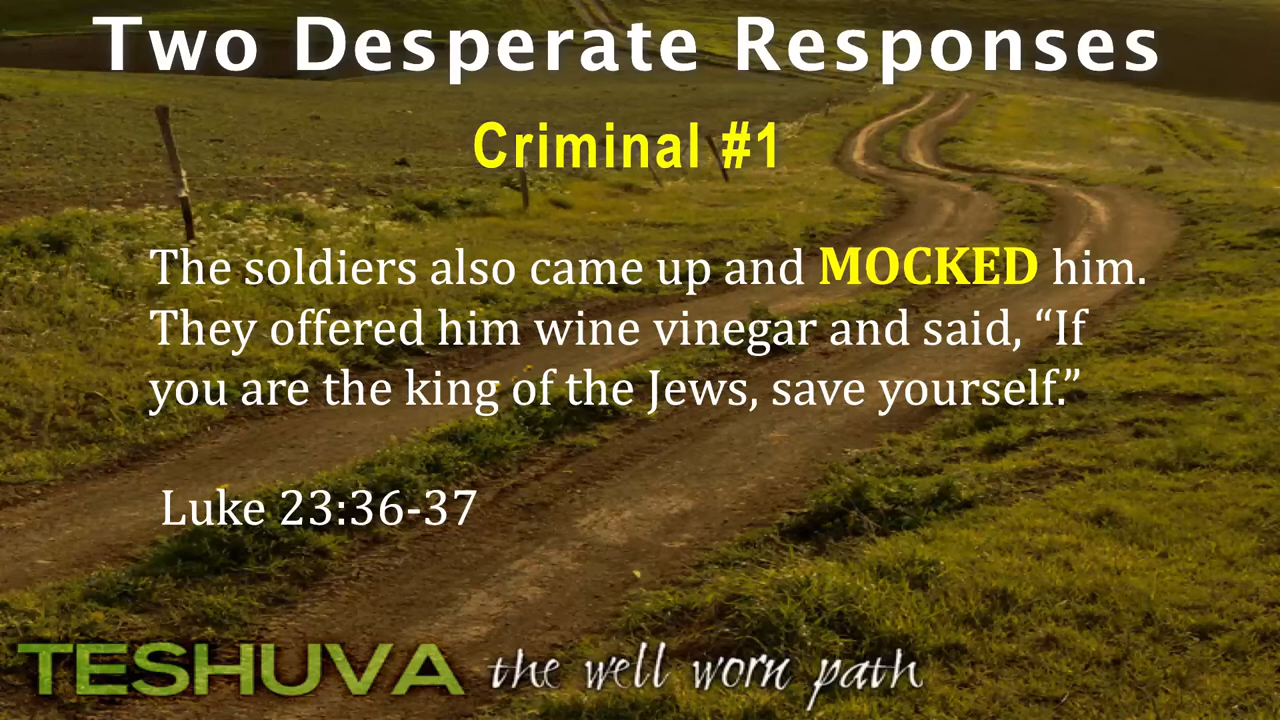 Two Desperate Responses
Criminal #1
The soldiers also came up and MOCKED him.
They offered him wine vinegar and said, “If
you are the king of the Jews, save yourself.”
Luke 23:36-37
TESHUVA the well worn path